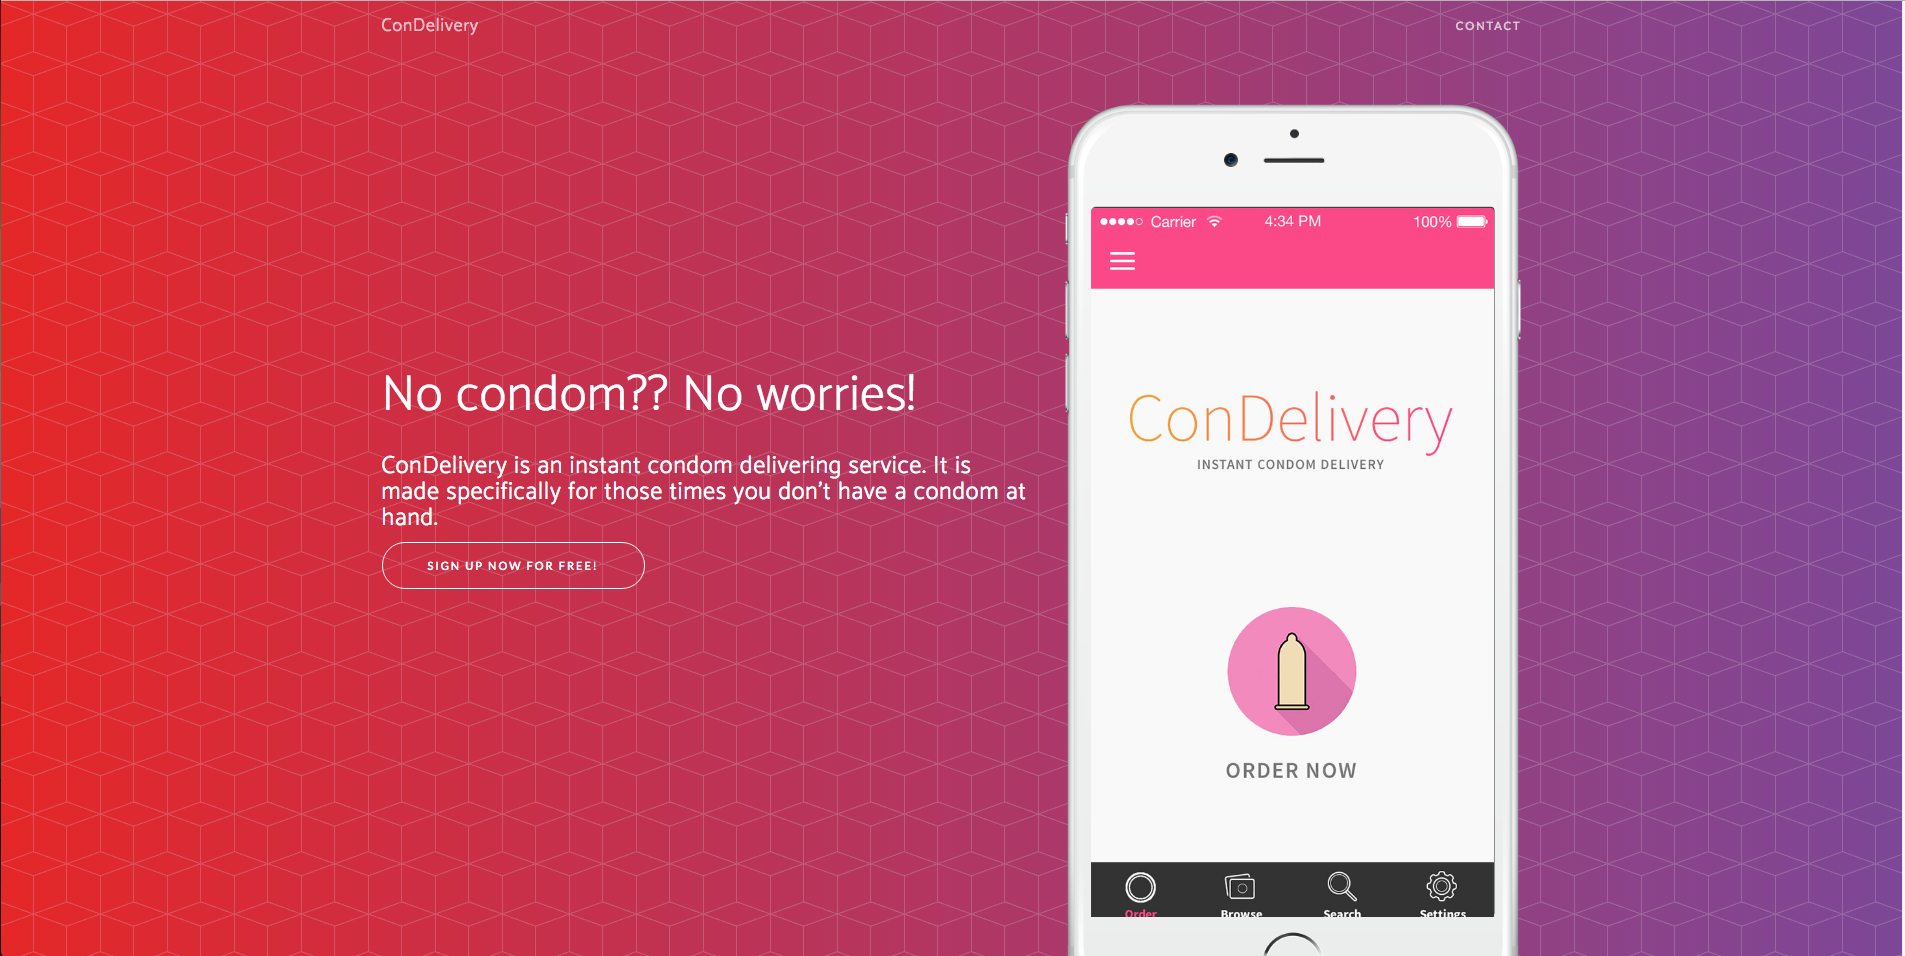 ConDelivery
CONTACT
No condom?? No worries!
ConDelivery is an instant condom delivering service. It is
made specifically for those times you don't have a condom at
hand.
SIGN UP NOW FOR FREE!
Carrier
4:34 PM
100%
ConDelivery
INSTANT CONDOM DELIVERY
ORDER NOW
Order
Browse
Search
Settings